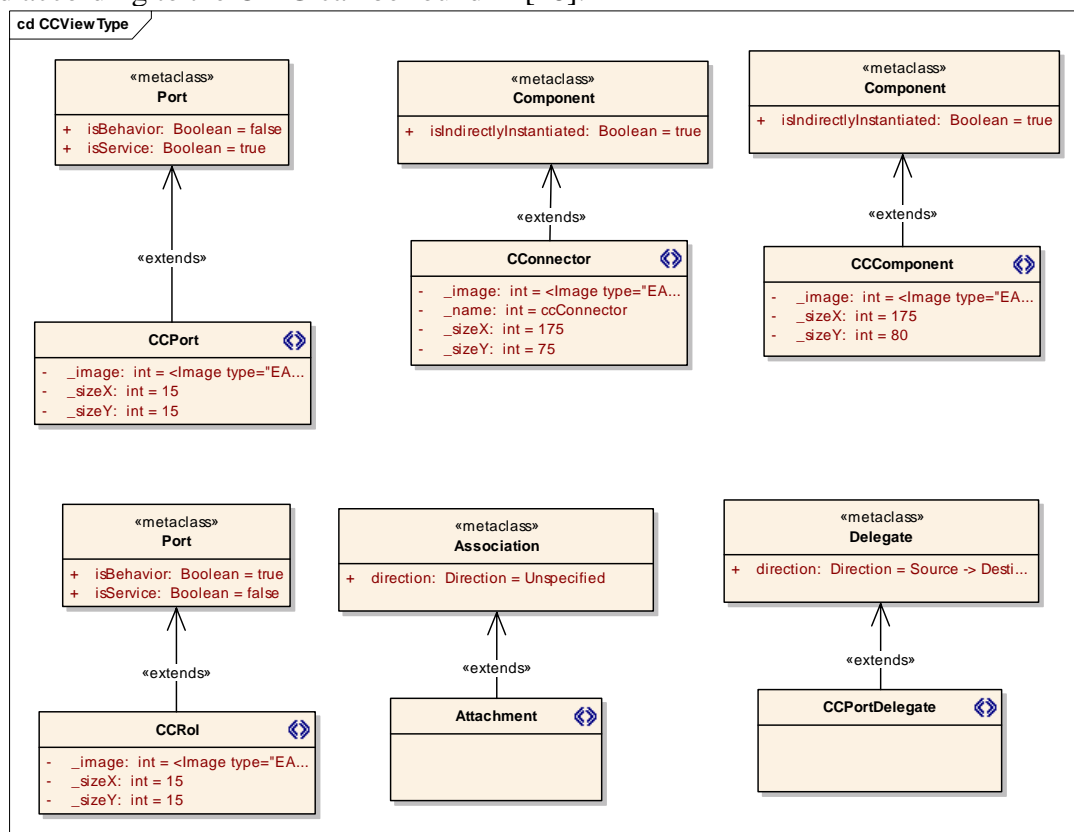 cd CCViewType
«metaclass»
Port
+ isBehavior: Boolean = false
+ isService: Boolean = true
«extends»
CCPort
- _image: int = <Image type="EA...
- _sizeX: int = 15
- _sizeY: int = 15
«metaclass»
Component
+ isIndirectlyInstantiated: Boolean = true
«extends»
CConnector
- _image: int = <Image type="EA...
- _name: int = ccConnector
- _sizeX: int = 175
- _sizeY: int = 75
«metaclass»
Component
+ isIndirectlyInstantiated: Boolean = true
«extends»
CCComponent
- _image: int = <Image type="EA...
- _sizeX: int = 175
- _sizeY: int = 80
«metaclass»
Port
+ isBehavior: Boolean = true
+ isService: Boolean = false
«extends»
CCRol
- _image: int = <Image type="EA...
- _sizeX: int = 15
- _sizeY: int = 15
«metaclass»
Association
+ direction: Direction = Unspecified
«extends»
Attachment
«metaclass»
Delegate
+ direction: Direction = Source -> Desti...
«extends»
CCPortDelegate